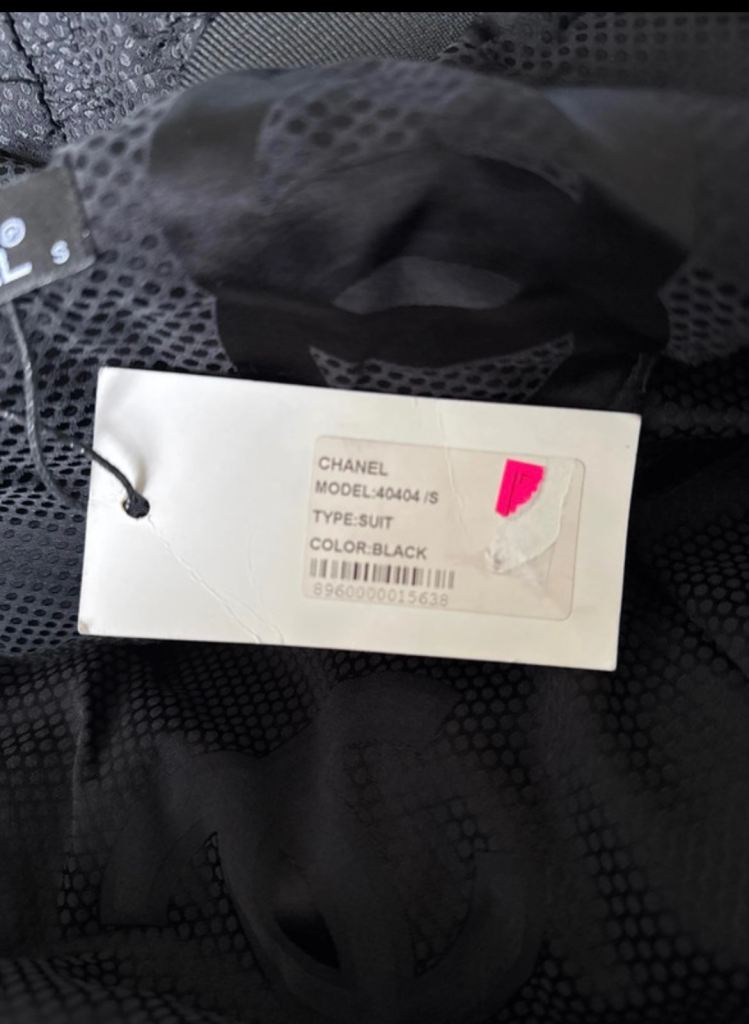 S
CHANEL
MODEL:40404 /S
TYPE:SUIT
COLOR:BLACK
8960000015638